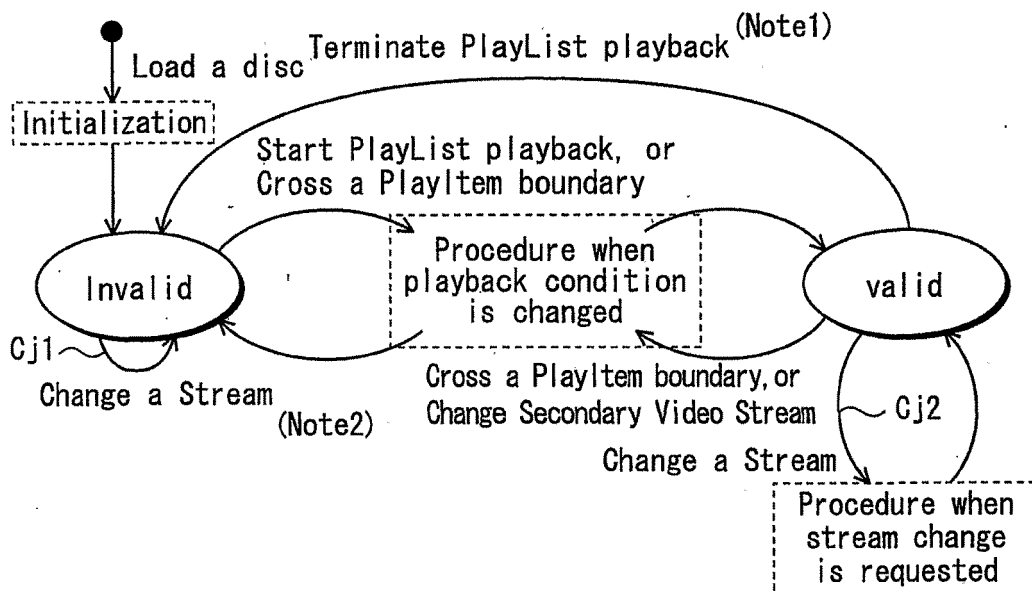 Load a disc
Terminate PlayList playback (Note1)
Initialization
Start PlayList playback, or
Cross a PlayItem boundary
Procedure when
playback condition
is changed
Invalid
valid
Cj1
Change a Stream
(Note2)
Cross a PlayItem boundary, or
Change Secondary Video Stream
Cj2
Change a Stream
Procedure when
stream change
is requested